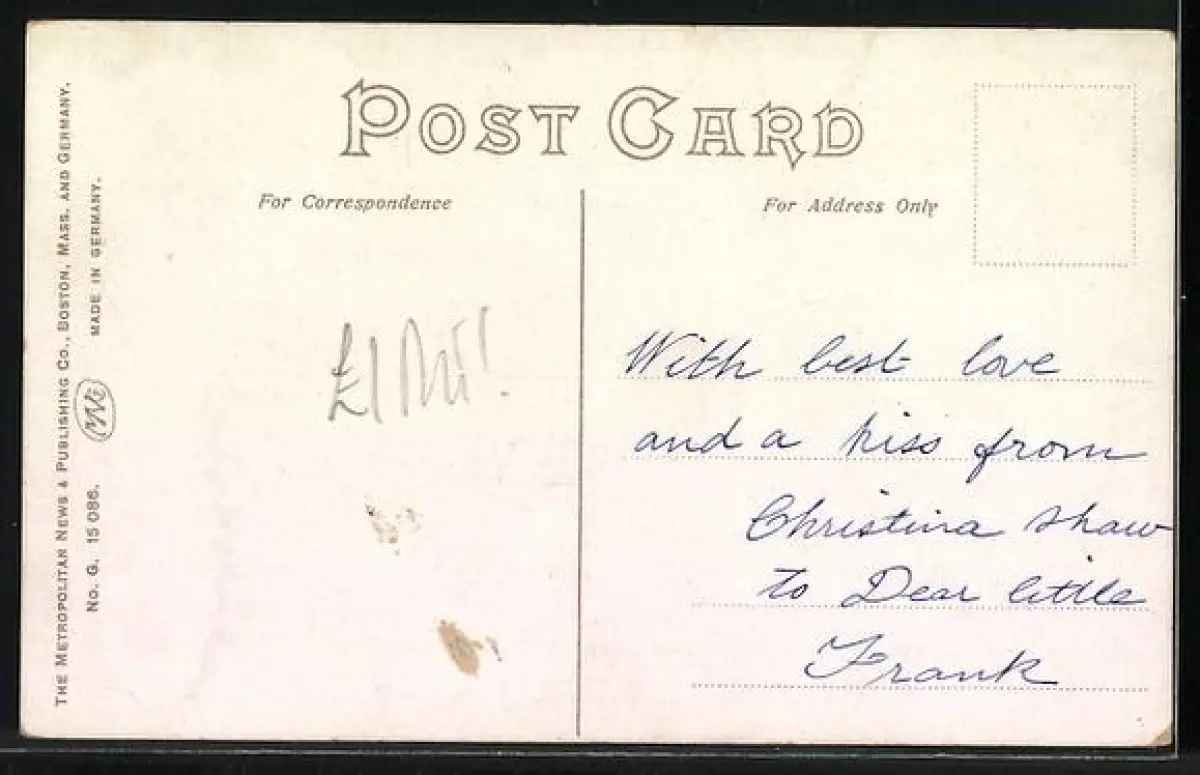 POST CARD
For Correspondence
For Address Only
THE METROPOLITAN NEWS & PUBLISHING CO., BOSTON, MASS. AND GERMANY.
No. G. 15 086. MADE IN GERMANY.
£1
With best love
and a kiss from
Christina Shaw
to Dear little
Frank